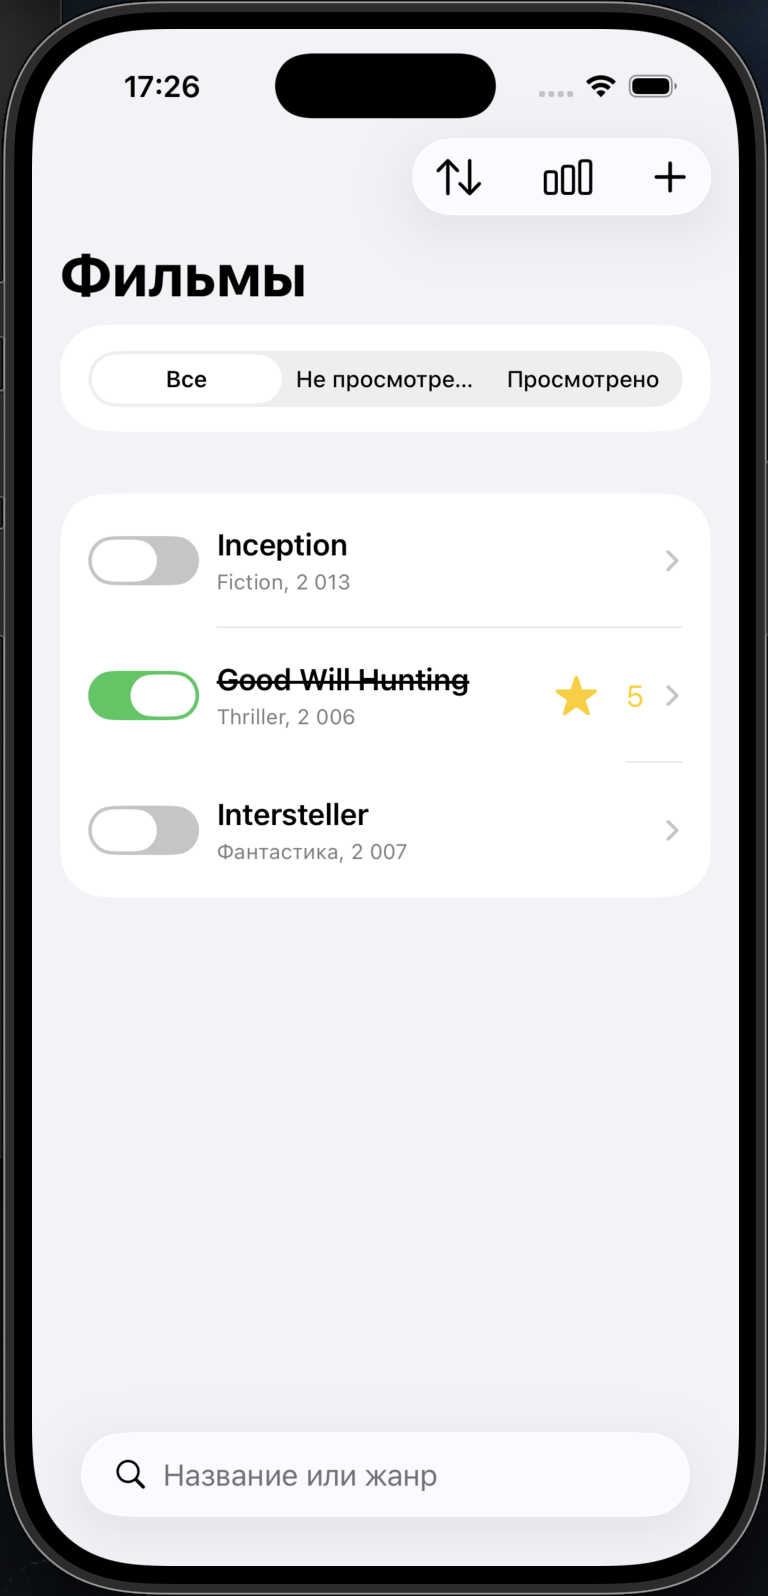 17:26
Фильмы
Все Не просмотре... Просмотрено
Inception
Fiction, 2 013
Good Will Hunting
Thriller, 2 006
5
Intersteller
Фантастика, 2 007
Название или жанр